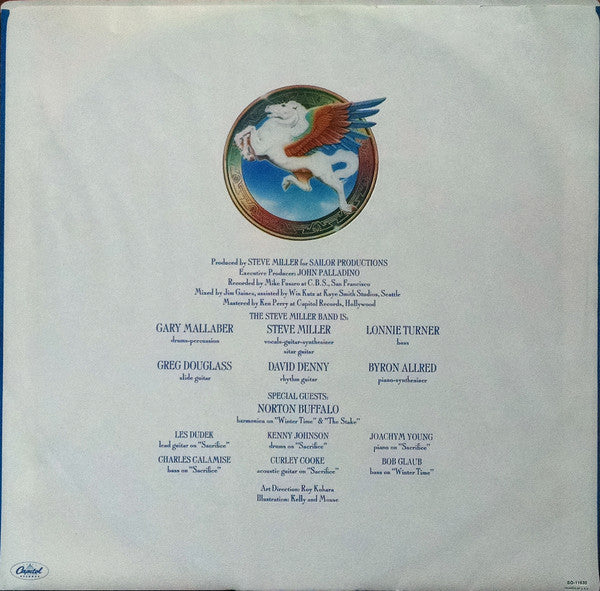 Produced by STEVE MILLER for SAILOR PRODUCTIONS
Executive Producer: JOHN PALLADINO
Recorded by Mike Fusaro at C.B.S., San Francisco
Mixed by Jim Gaines, assisted by Win Kutz at Kaye Smith Studios, Seattle
Mastered by Ken Perry at Capitol Records, Hollywood
THE STEVE MILLER BAND IS:
GARY MALLABER STEVE MILLER LONNIE TURNER
drums-percussion vocals-guitar-synthesizer bass
sitar guitar
GREG DOUGLASS DAVID DENNY BYRON ALLRED
slide guitar rhythm guitar piano-synthesizer
SPECIAL GUESTS:
NORTON BUFFALO
harmonica on "Winter Time" & "The Stake"
LES DUDEK KENNY JOHNSON JOACHYM YOUNG
lead guitar on "Sacrifice" drums on "Sacrifice" piano on "Sacrifice"
CHARLES CALAMISE CURLEY COOKE BOB GLAUB
bass on "Sacrifice" acoustic guitar on "Sacrifice" bass on "Winter Time"
Art Direction: Roy Kohara
Illustration: Kelly and Mouse
Capitol
RECORDS
SO-11630